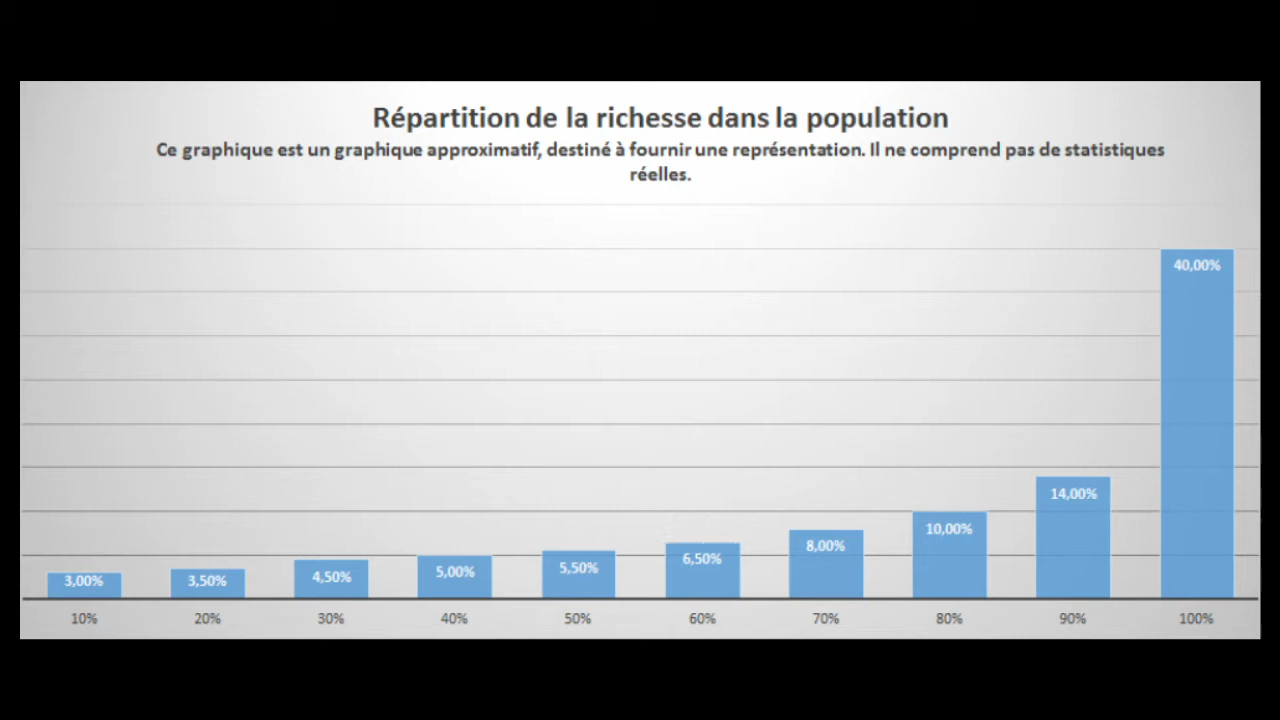 Répartition de la richesse dans la population
Ce graphique est un graphique approximatif, destiné à fournir une représentation. Il ne comprend pas de statistiques
réelles.
40,00%
14,00%
10,00%
8,00%
6,50%
5,50%
5,00%
4,50%
3,50%
3,00%
10% 20% 30% 40% 50% 60% 70% 80% 90% 100%